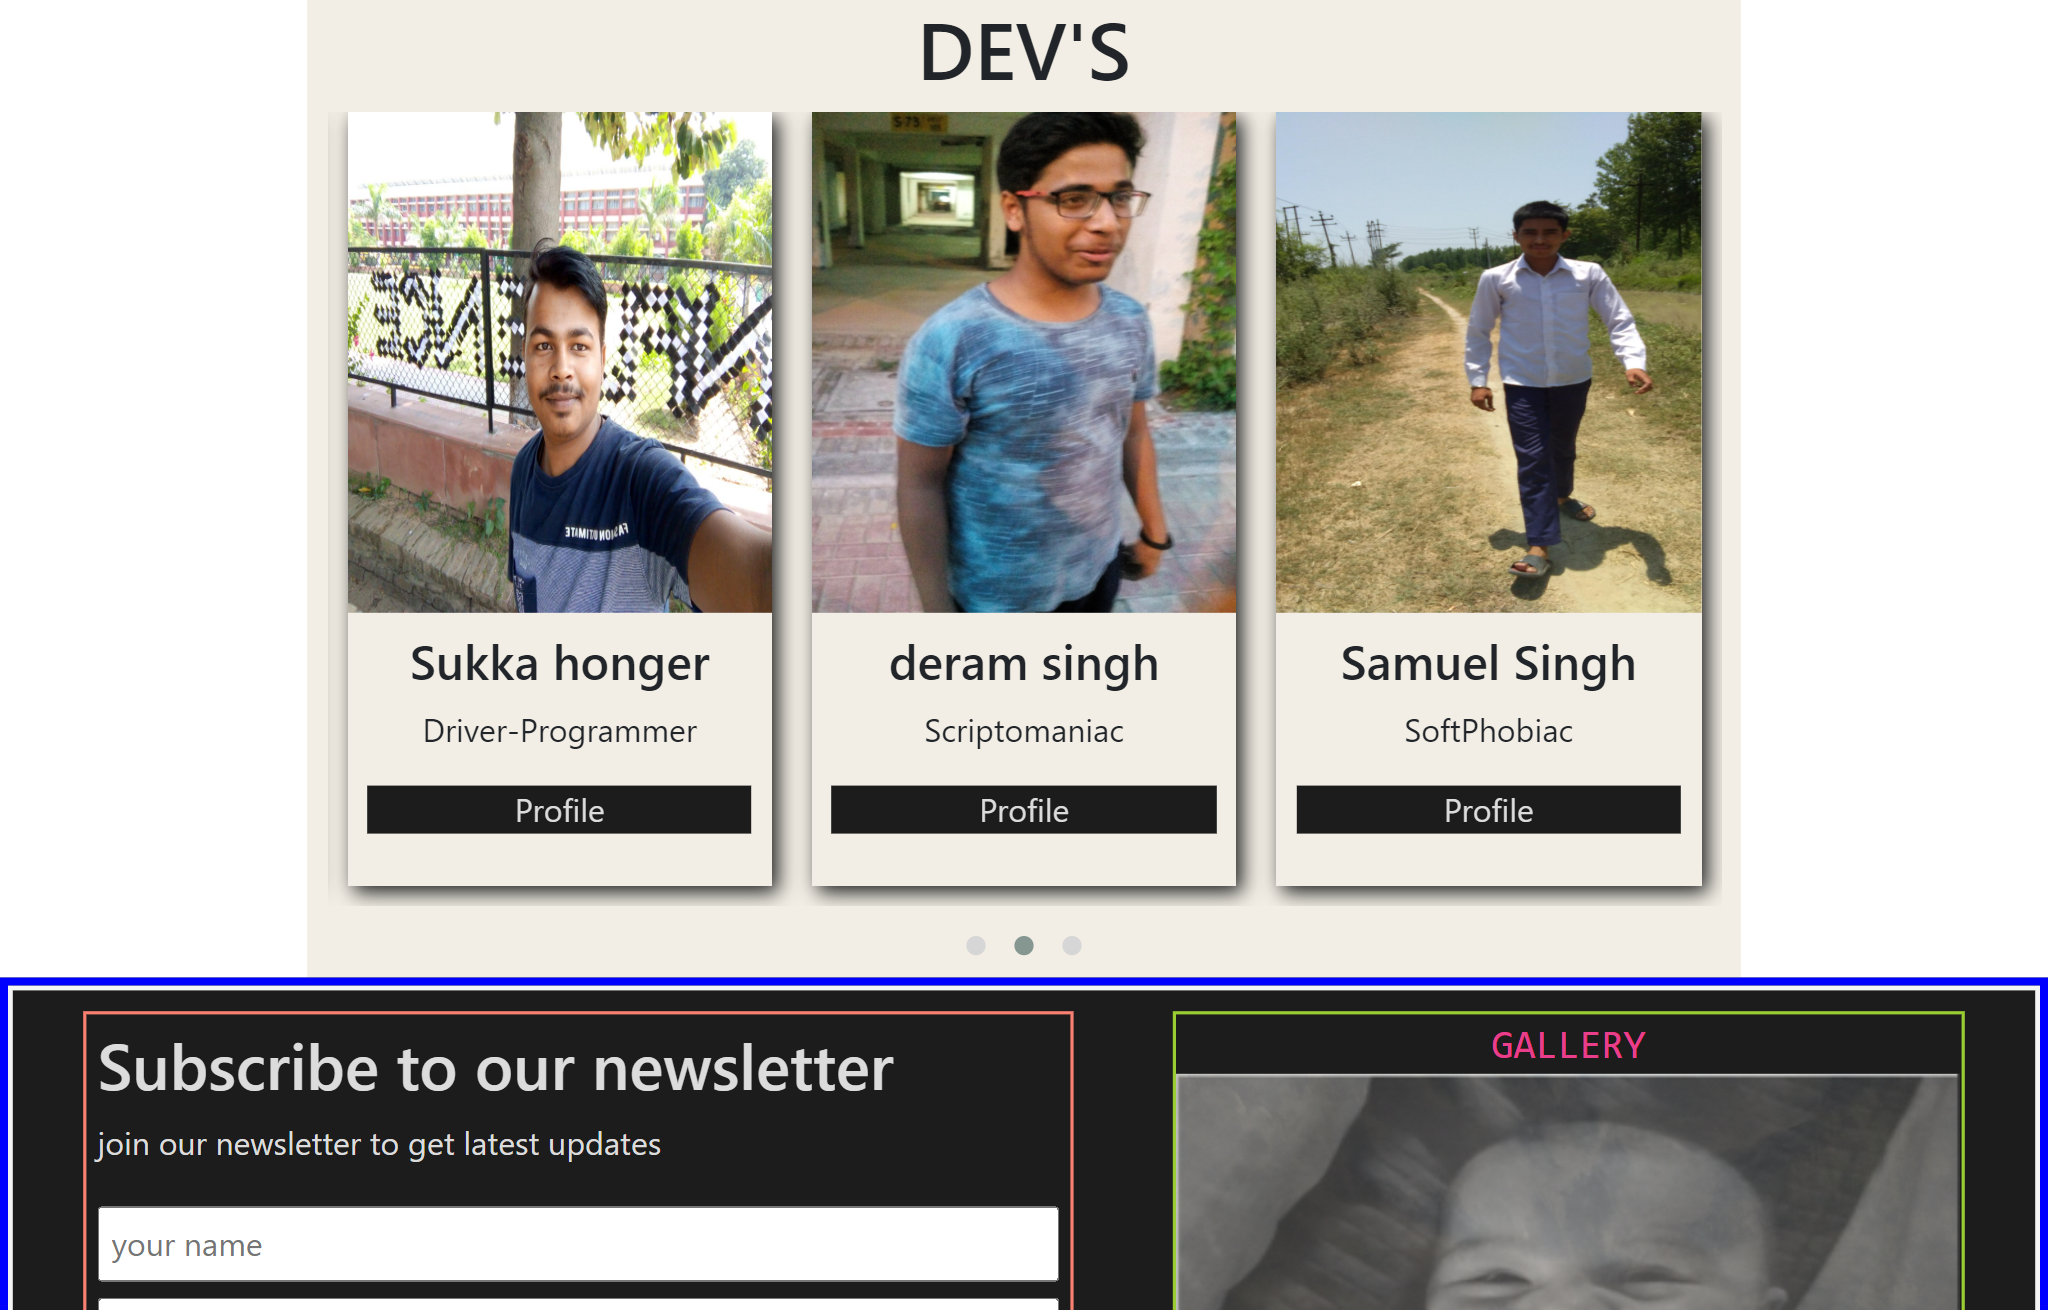 DEV'S
S 73
Sukka honger
Driver-Programmer
Profile
deram singh
Scriptomaniac
Profile
Samuel Singh
SoftPhobiac
Profile
Subscribe to our newsletter
join our newsletter to get latest updates
your name
GALLERY